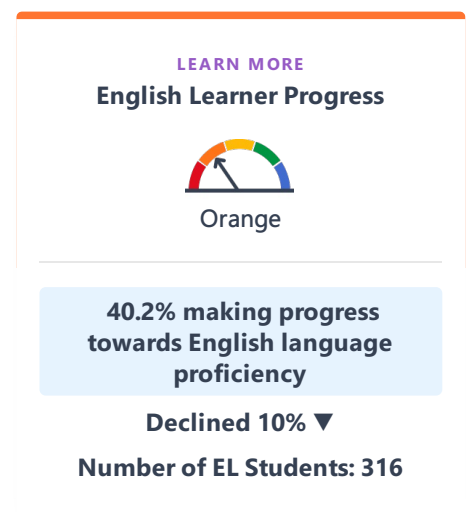 LEARN MORE
English Learner Progress
Orange
40.2% making progress
towards English language
proficiency
Declined 10% ▼
Number of EL Students: 316